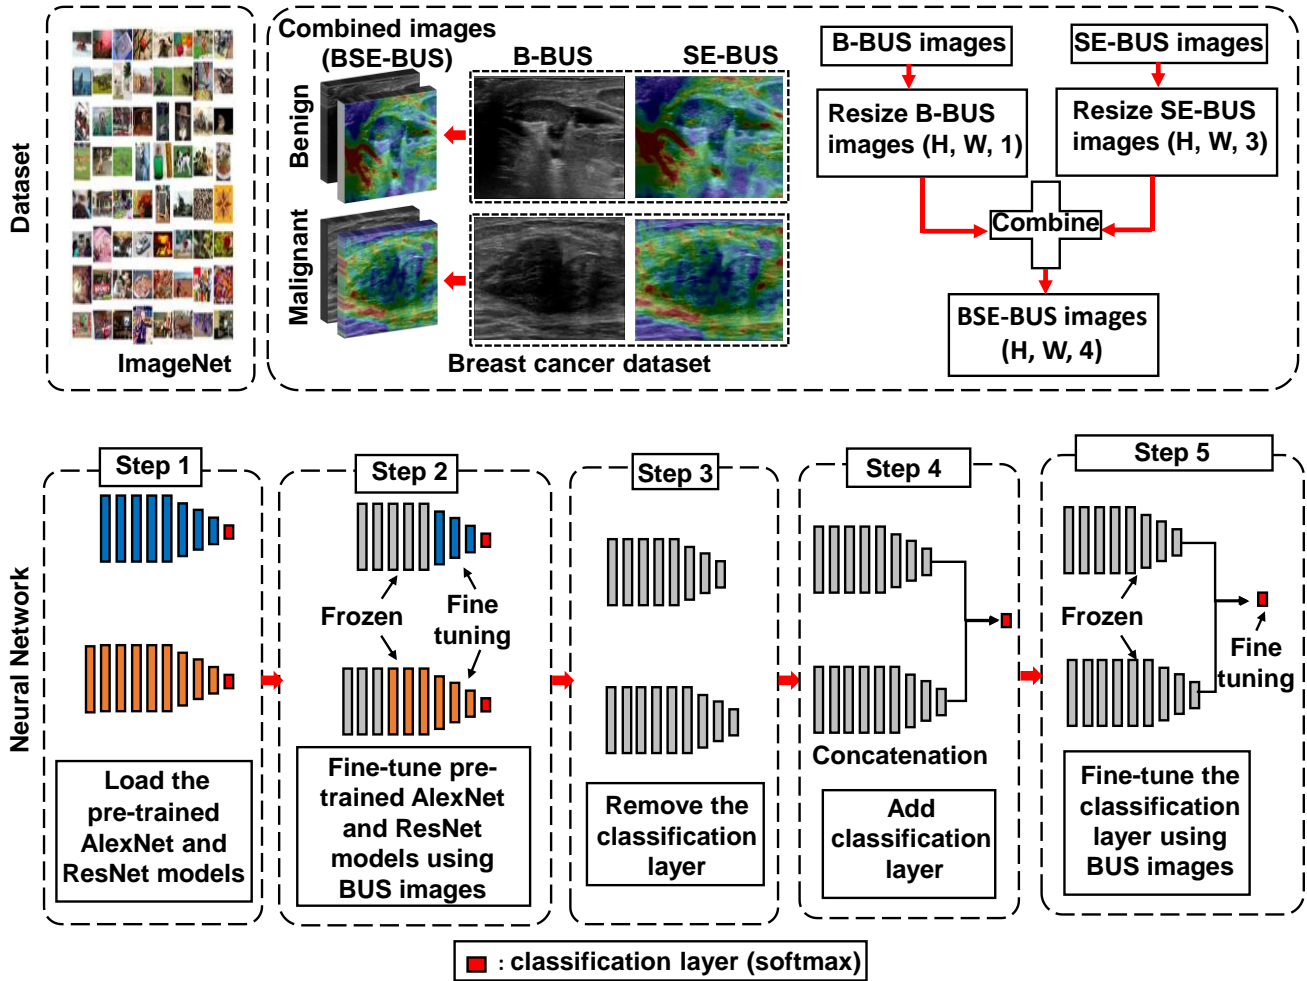 Dataset
ImageNet
Combined images
(BSE-BUS)
B-BUS
SE-BUS
Benign
Malignant
Breast cancer dataset
B-BUS images
SE-BUS images
Resize B-BUS
images (H, W, 1)
Resize SE-BUS
images (H, W, 3)
Combine
BSE-BUS images
(H, W, 4)
Neural Network
Step 1
Load the
pre-trained
AlexNet and
ResNet models
Step 2
Frozen
Fine
tuning
Fine-tune pre-
trained AlexNet
and ResNet
models using
BUS images
Step 3
Remove the
classification
layer
Step 4
Concatenation
Add
classification
layer
Step 5
Frozen
Fine
tuning
Fine-tune the
classification
layer using
BUS images
: classification layer (softmax)